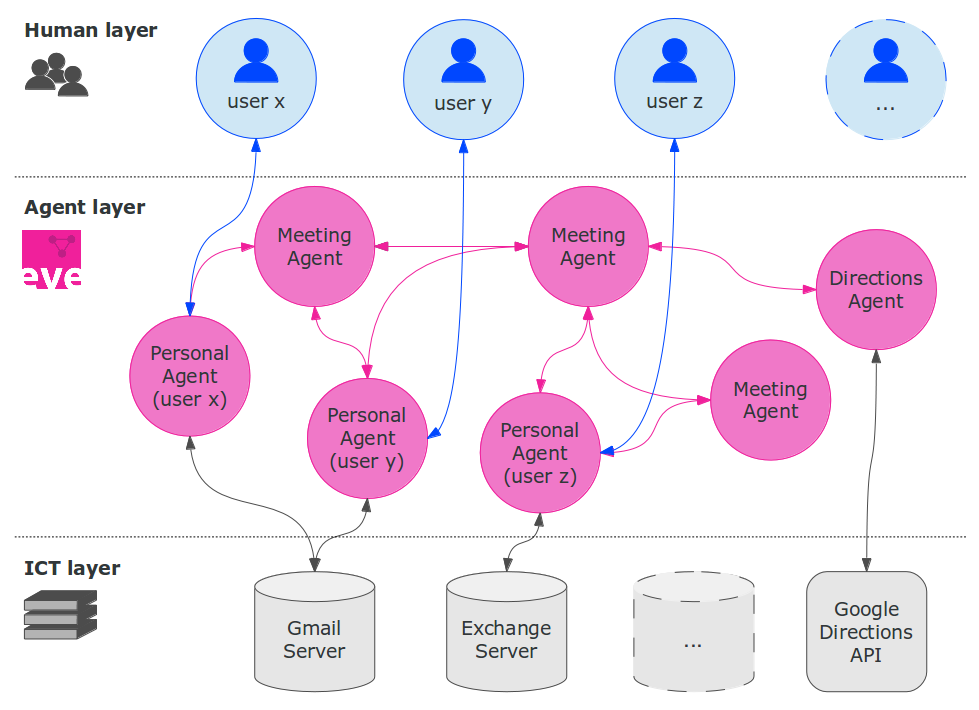 Human layer
user x
user y
user z
...
Agent layer
eve
Meeting
Agent
Meeting
Agent
Directions
Agent
Personal
Agent
(user x)
Personal
Agent
(user y)
Personal
Agent
(user z)
Meeting
Agent
ICT layer
Gmail
Server
Exchange
Server
...
Google
Directions
API